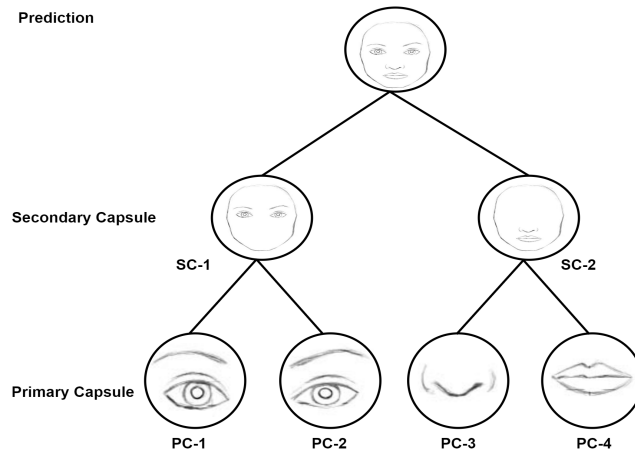 Prediction
Secondary Capsule
SC-1
SC-2
Primary Capsule
PC-1
PC-2
PC-3
PC-4